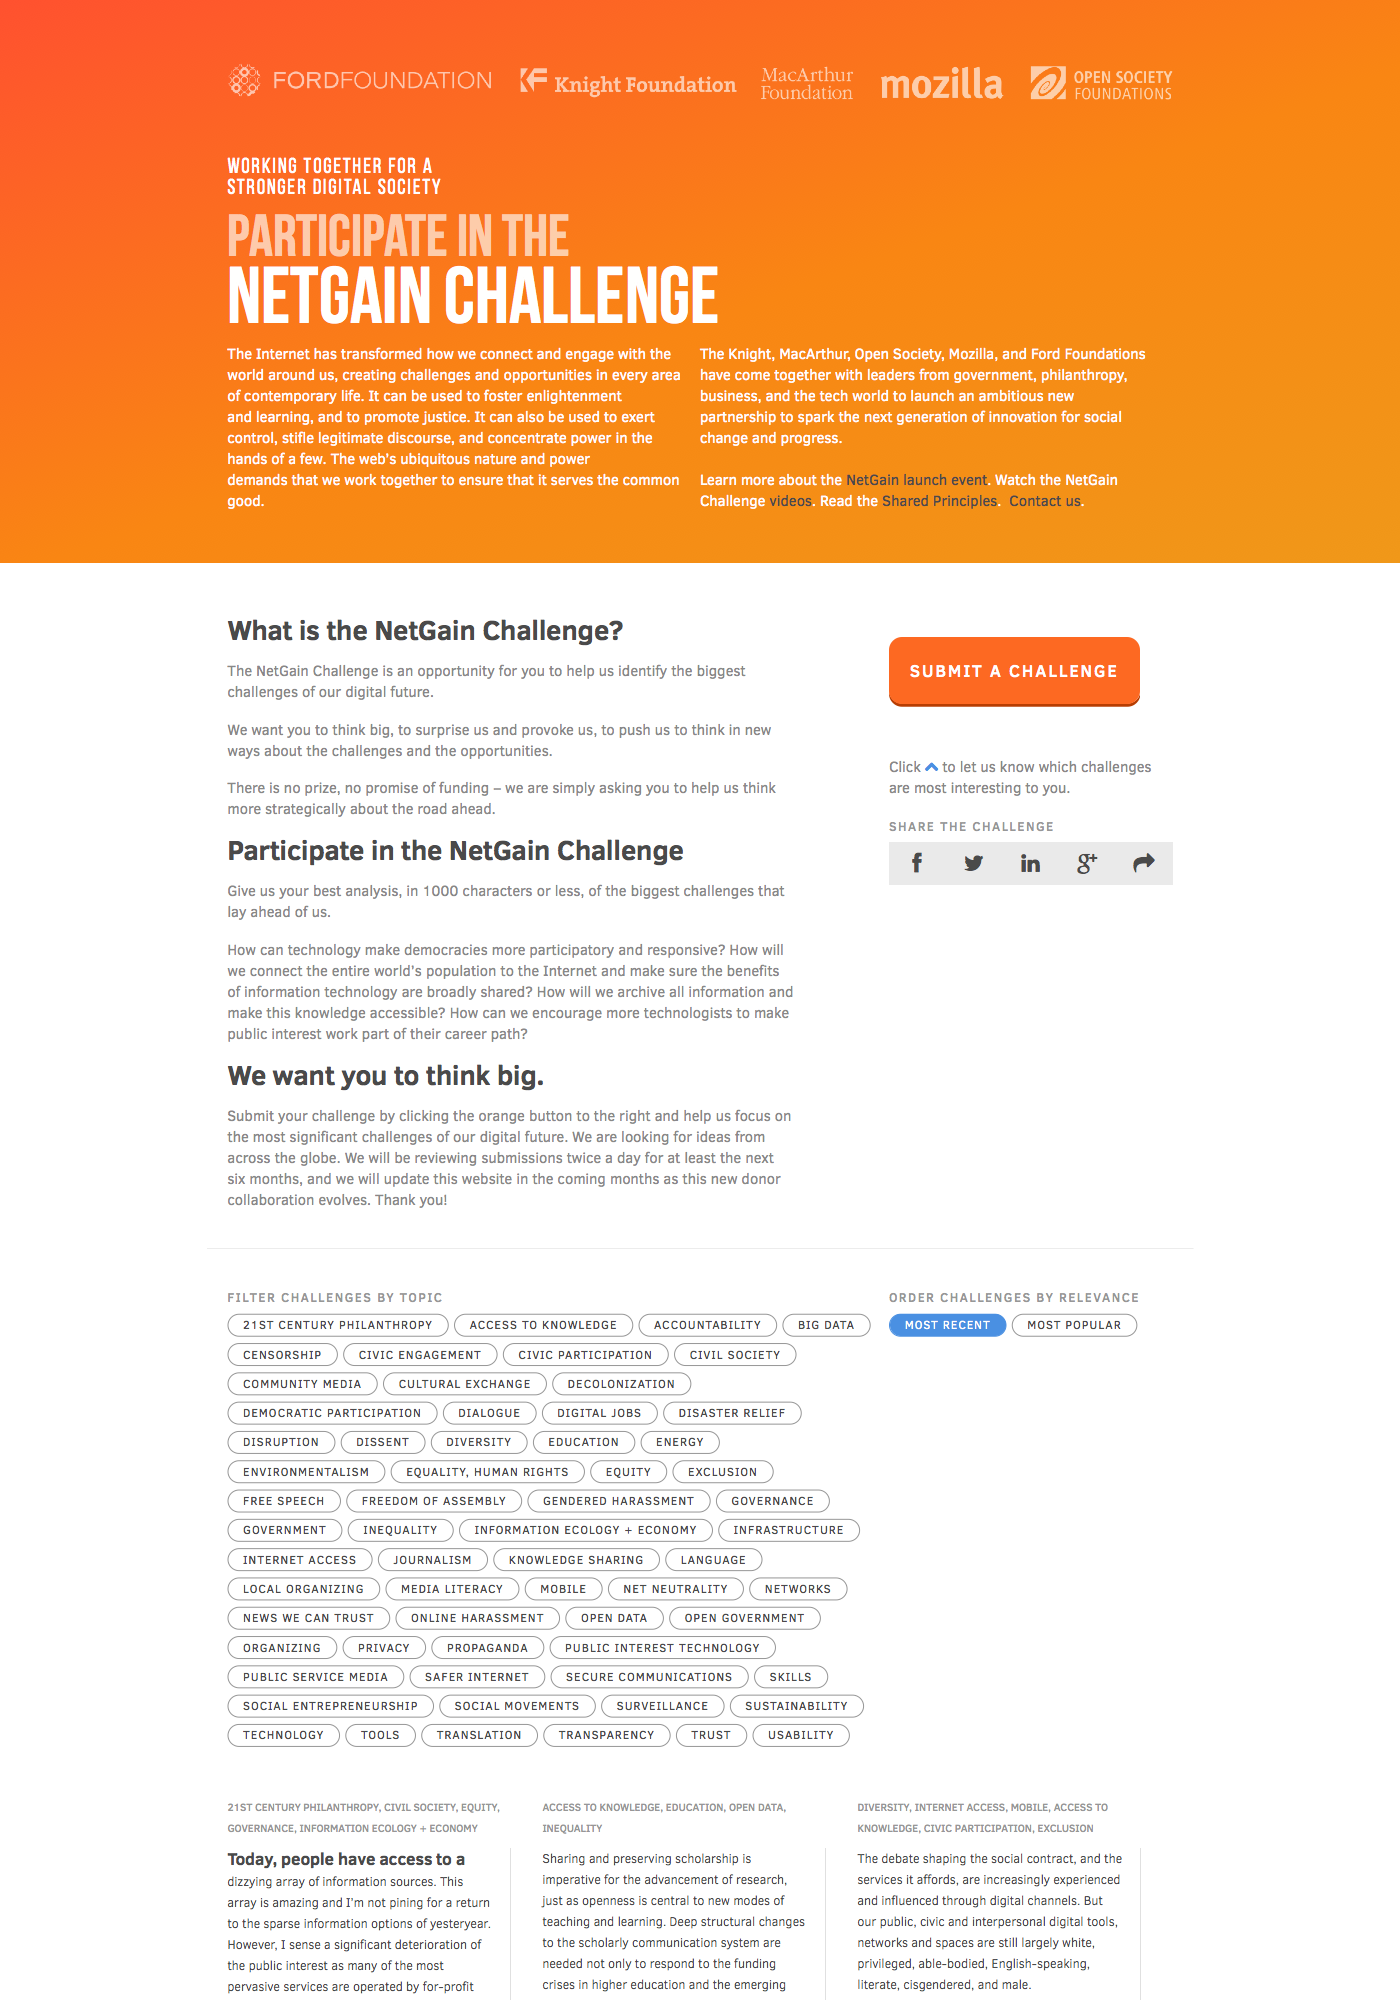 FORDFOUNDATION
Knight Foundation
MacArthur
Foundation
mozilla
OPEN SOCIETY
FOUNDATIONS
WORKING TOGETHER FOR A
STRONGER DIGITAL SOCIETY
PARTICIPATE IN THE
NETGAIN CHALLENGE
The Internet has transformed how we connect and engage with the
world around us, creating challenges and opportunities in every area
of contemporary life. It can be used to foster enlightenment
and learning, and to promote justice. It can also be used to exert
control, stifle legitimate discourse, and concentrate power in the
hands of a few. The web's ubiquitous nature and power
demands that we work together to ensure that it serves the common
good.
The Knight, MacArthur, Open Society, Mozilla, and Ford Foundations
have come together with leaders from government, philanthropy,
business, and the tech world to launch an ambitious new
partnership to spark the next generation of innovation for social
change and progress.
Learn more about the NetGain launch event. Watch the NetGain
Challenge videos. Read the Shared Principles. Contact us.
What is the NetGain Challenge?
The NetGain Challenge is an opportunity for you to help us identify the biggest
challenges of our digital future.
We want you to think big, to surprise us and provoke us, to push us to think in new
ways about the challenges and the opportunities.
There is no prize, no promise of funding – we are simply asking you to help us think
more strategically about the road ahead.
Participate in the NetGain Challenge
Give us your best analysis, in 1000 characters or less, of the biggest challenges that
lay ahead of us.
How can technology make democracies more participatory and responsive? How will
we connect the entire world's population to the Internet and make sure the benefits
of information technology are broadly shared? How will we archive all information and
make this knowledge accessible? How can we encourage more technologists to make
public interest work part of their career path?
We want you to think big.
Submit your challenge by clicking the orange button to the right and help us focus on
the most significant challenges of our digital future. We are looking for ideas from
across the globe. We will be reviewing submissions twice a day for at least the next
six months, and we will update this website in the coming months as this new donor
collaboration evolves. Thank you!
SUBMIT A CHALLENGE
Click to let us know which challenges
are most interesting to you.
SHARE THE CHALLENGE
FILTER CHALLENGES BY TOPIC
21ST CENTURY PHILANTHROPY ACCESS TO KNOWLEDGE ACCOUNTABILITY BIG DATA
CENSORSHIP CIVIC ENGAGEMENT CIVIC PARTICIPATION CIVIL SOCIETY
COMMUNITY MEDIA CULTURAL EXCHANGE DECOLONIZATION
DEMOCRATIC PARTICIPATION DIALOGUE DIGITAL JOBS DISASTER RELIEF
DISRUPTION DISSENT DIVERSITY EDUCATION ENERGY
ENVIRONMENTALISM EQUALITY, HUMAN RIGHTS EQUITY EXCLUSION
FREE SPEECH FREEDOM OF ASSEMBLY GENDERED HARASSMENT GOVERNANCE
GOVERNMENT INEQUALITY INFORMATION ECOLOGY + ECONOMY INFRASTRUCTURE
INTERNET ACCESS JOURNALISM KNOWLEDGE SHARING LANGUAGE
LOCAL ORGANIZING MEDIA LITERACY MOBILE NET NEUTRALITY NETWORKS
NEWS WE CAN TRUST ONLINE HARASSMENT OPEN DATA OPEN GOVERNMENT
ORGANIZING PRIVACY PROPAGANDA PUBLIC INTEREST TECHNOLOGY
PUBLIC SERVICE MEDIA SAFER INTERNET SECURE COMMUNICATIONS SKILLS
SOCIAL ENTREPRENEURSHIP SOCIAL MOVEMENTS SURVEILLANCE SUSTAINABILITY
TECHNOLOGY TOOLS TRANSLATION TRANSPARENCY TRUST USABILITY
ORDER CHALLENGES BY RELEVANCE
MOST RECENT MOST POPULAR
21ST CENTURY PHILANTHROPY, CIVIL SOCIETY, EQUITY,
GOVERNANCE, INFORMATION ECOLOGY + ECONOMY
Today, people have access to a
dizzying array of information sources. This
array is amazing and I'm not pining for a return
to the sparse information options of yesteryear.
However, I sense a significant deterioration of
the public interest as many of the most
pervasive services are operated by for-profit
ACCESS TO KNOWLEDGE, EDUCATION, OPEN DATA,
INEQUALITY
Sharing and preserving scholarship is
imperative for the advancement of research,
just as openness is central to new modes of
teaching and learning. Deep structural changes
to the scholarly communication system are
needed not only to respond to the funding
crises in higher education and the emerging
DIVERSITY, INTERNET ACCESS, MOBILE, ACCESS TO
KNOWLEDGE, CIVIC PARTICIPATION, EXCLUSION
The debate shaping the social contract, and the
services it affords, are increasingly experienced
and influenced through digital channels. But
our public, civic and interpersonal digital tools,
networks and spaces are still largely white,
privileged, able-bodied, English-speaking,
literate, cisgendered, and male.